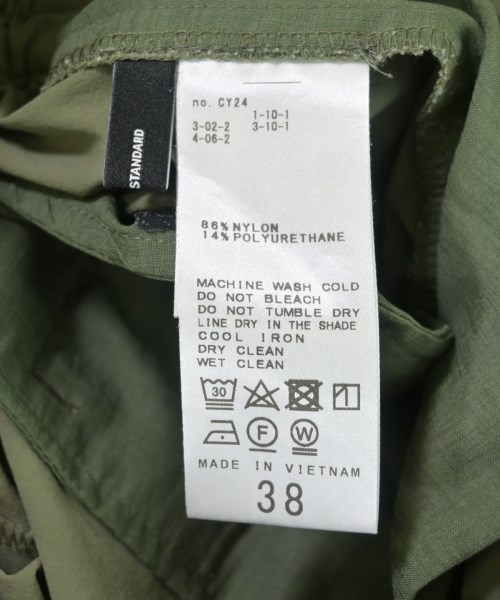 STANDARD
no. CY24
1-10-1
3-02-2 3-10-1
4-06-2
86% NYLON
14% POLYURETHANE
MACHINE WASH COLD
DO NOT BLEACH
DO NOT TUMBLE DRY
LINE DRY IN THE SHADE
COOL IRON
DRY CLEAN
WET CLEAN
30
F W
MADE IN VIETNAM
38